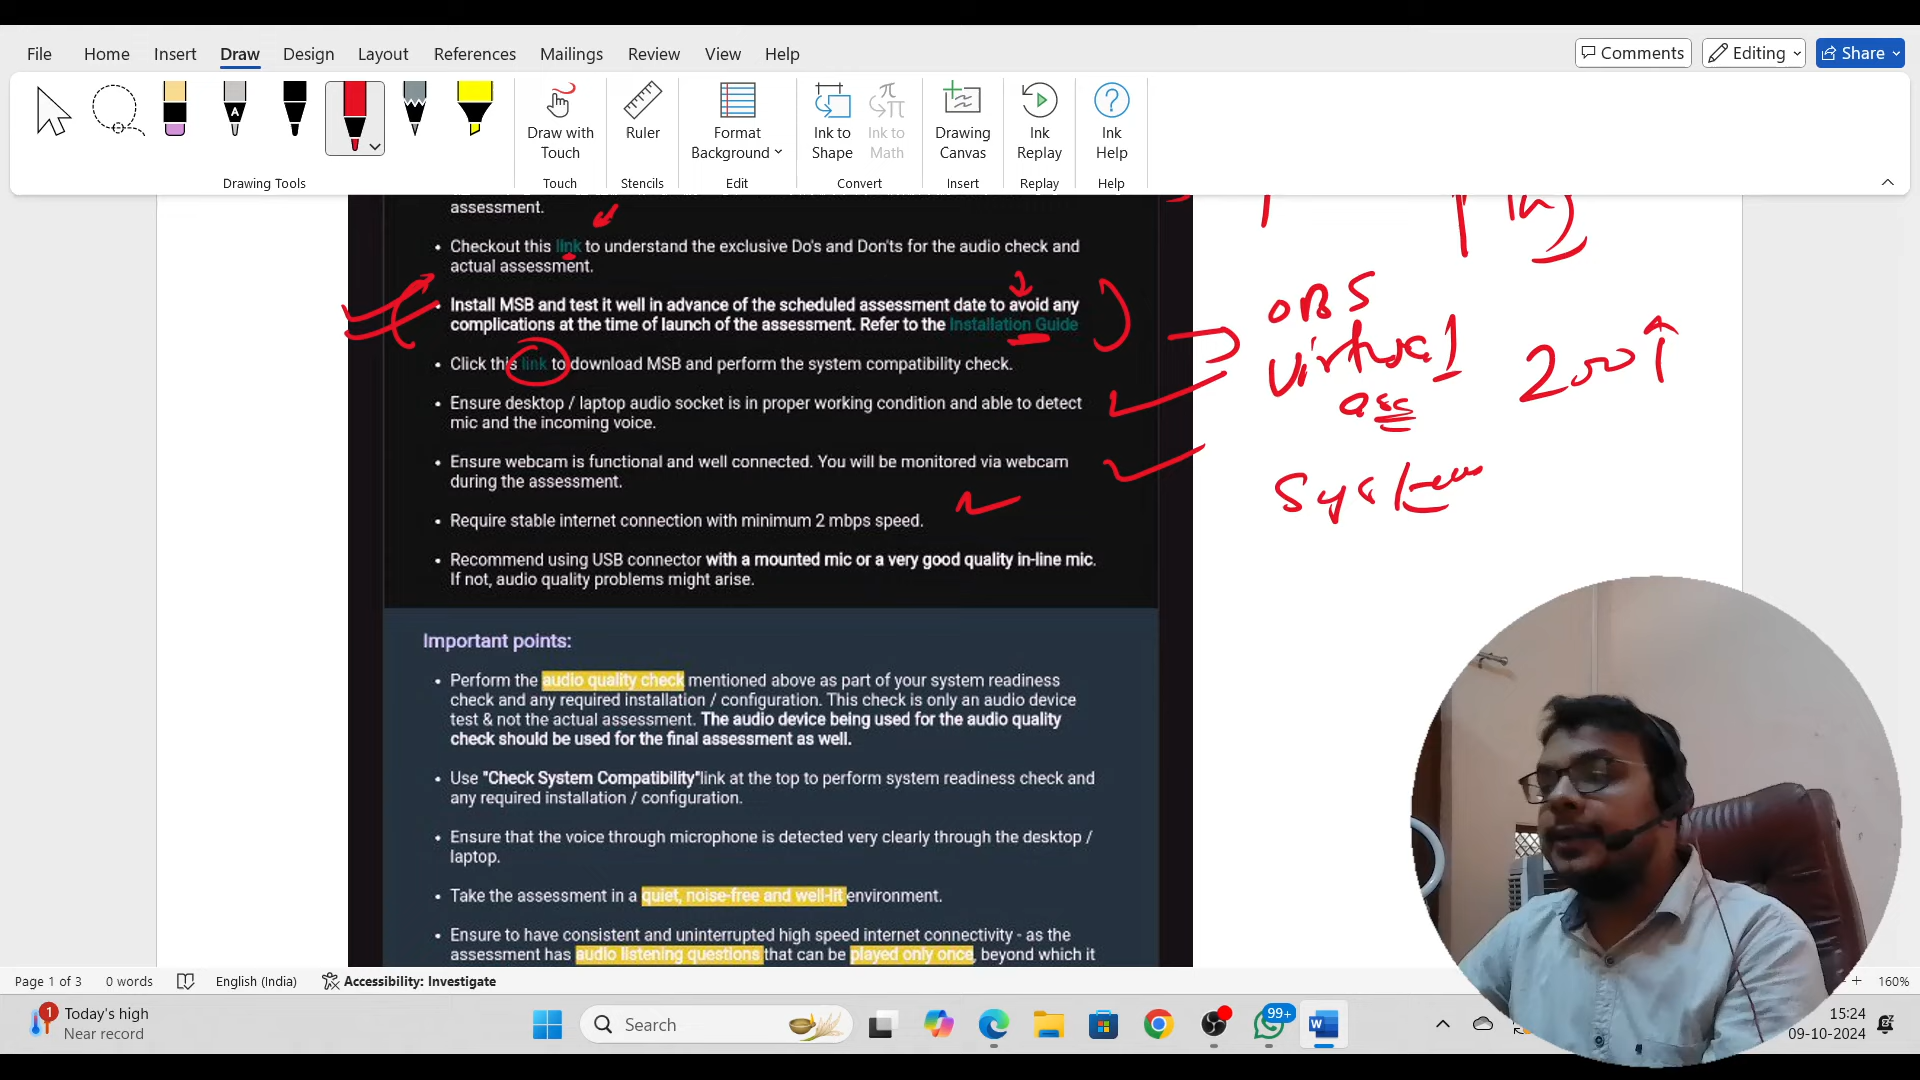 File Home Insert Draw Design Layout References Mailings Review View Help
Comments Editing Share
A
Draw with Touch
Ruler
Format Background
Ink to Shape
Ink to Math
Drawing Canvas
Ink Replay
Ink Help
Drawing Tools Touch Stencils Edit Convert Insert Replay Help
assessment.
• Checkout this link to understand the exclusive Do's and Don'ts for the audio check and
actual assessment.
• Install MSB and test it well in advance of the scheduled assessment date to avoid any
complications at the time of launch of the assessment. Refer to the Installation Guide
• Click this link to download MSB and perform the system compatibility check.
• Ensure desktop / laptop audio socket is in proper working condition and able to detect
mic and the incoming voice.
• Ensure webcam is functional and well connected. You will be monitored via webcam
during the assessment.
• Require stable internet connection with minimum 2 mbps speed.
• Recommend using USB connector with a mounted mic or a very good quality in-line mic.
If not, audio quality problems might arise.
OBS
Virtual
ass
200↑
System
Important points:
• Perform the audio quality check mentioned above as part of your system readiness
check and any required installation / configuration. This check is only an audio device
test & not the actual assessment. The audio device being used for the audio quality
check should be used for the final assessment as well.
• Use "Check System Compatibility"link at the top to perform system readiness check and
any required installation / configuration.
• Ensure that the voice through microphone is detected very clearly through the desktop /
laptop.
• Take the assessment in a quiet, noise-free and well-lit environment.
• Ensure to have consistent and uninterrupted high speed internet connectivity - as the
assessment has audio listening questions that can be played only once, beyond which it
Page 1 of 3 0 words English (India) Accessibility: Investigate + 160%
1 Today's high
Near record
Search
99+
15:24
09-10-2024